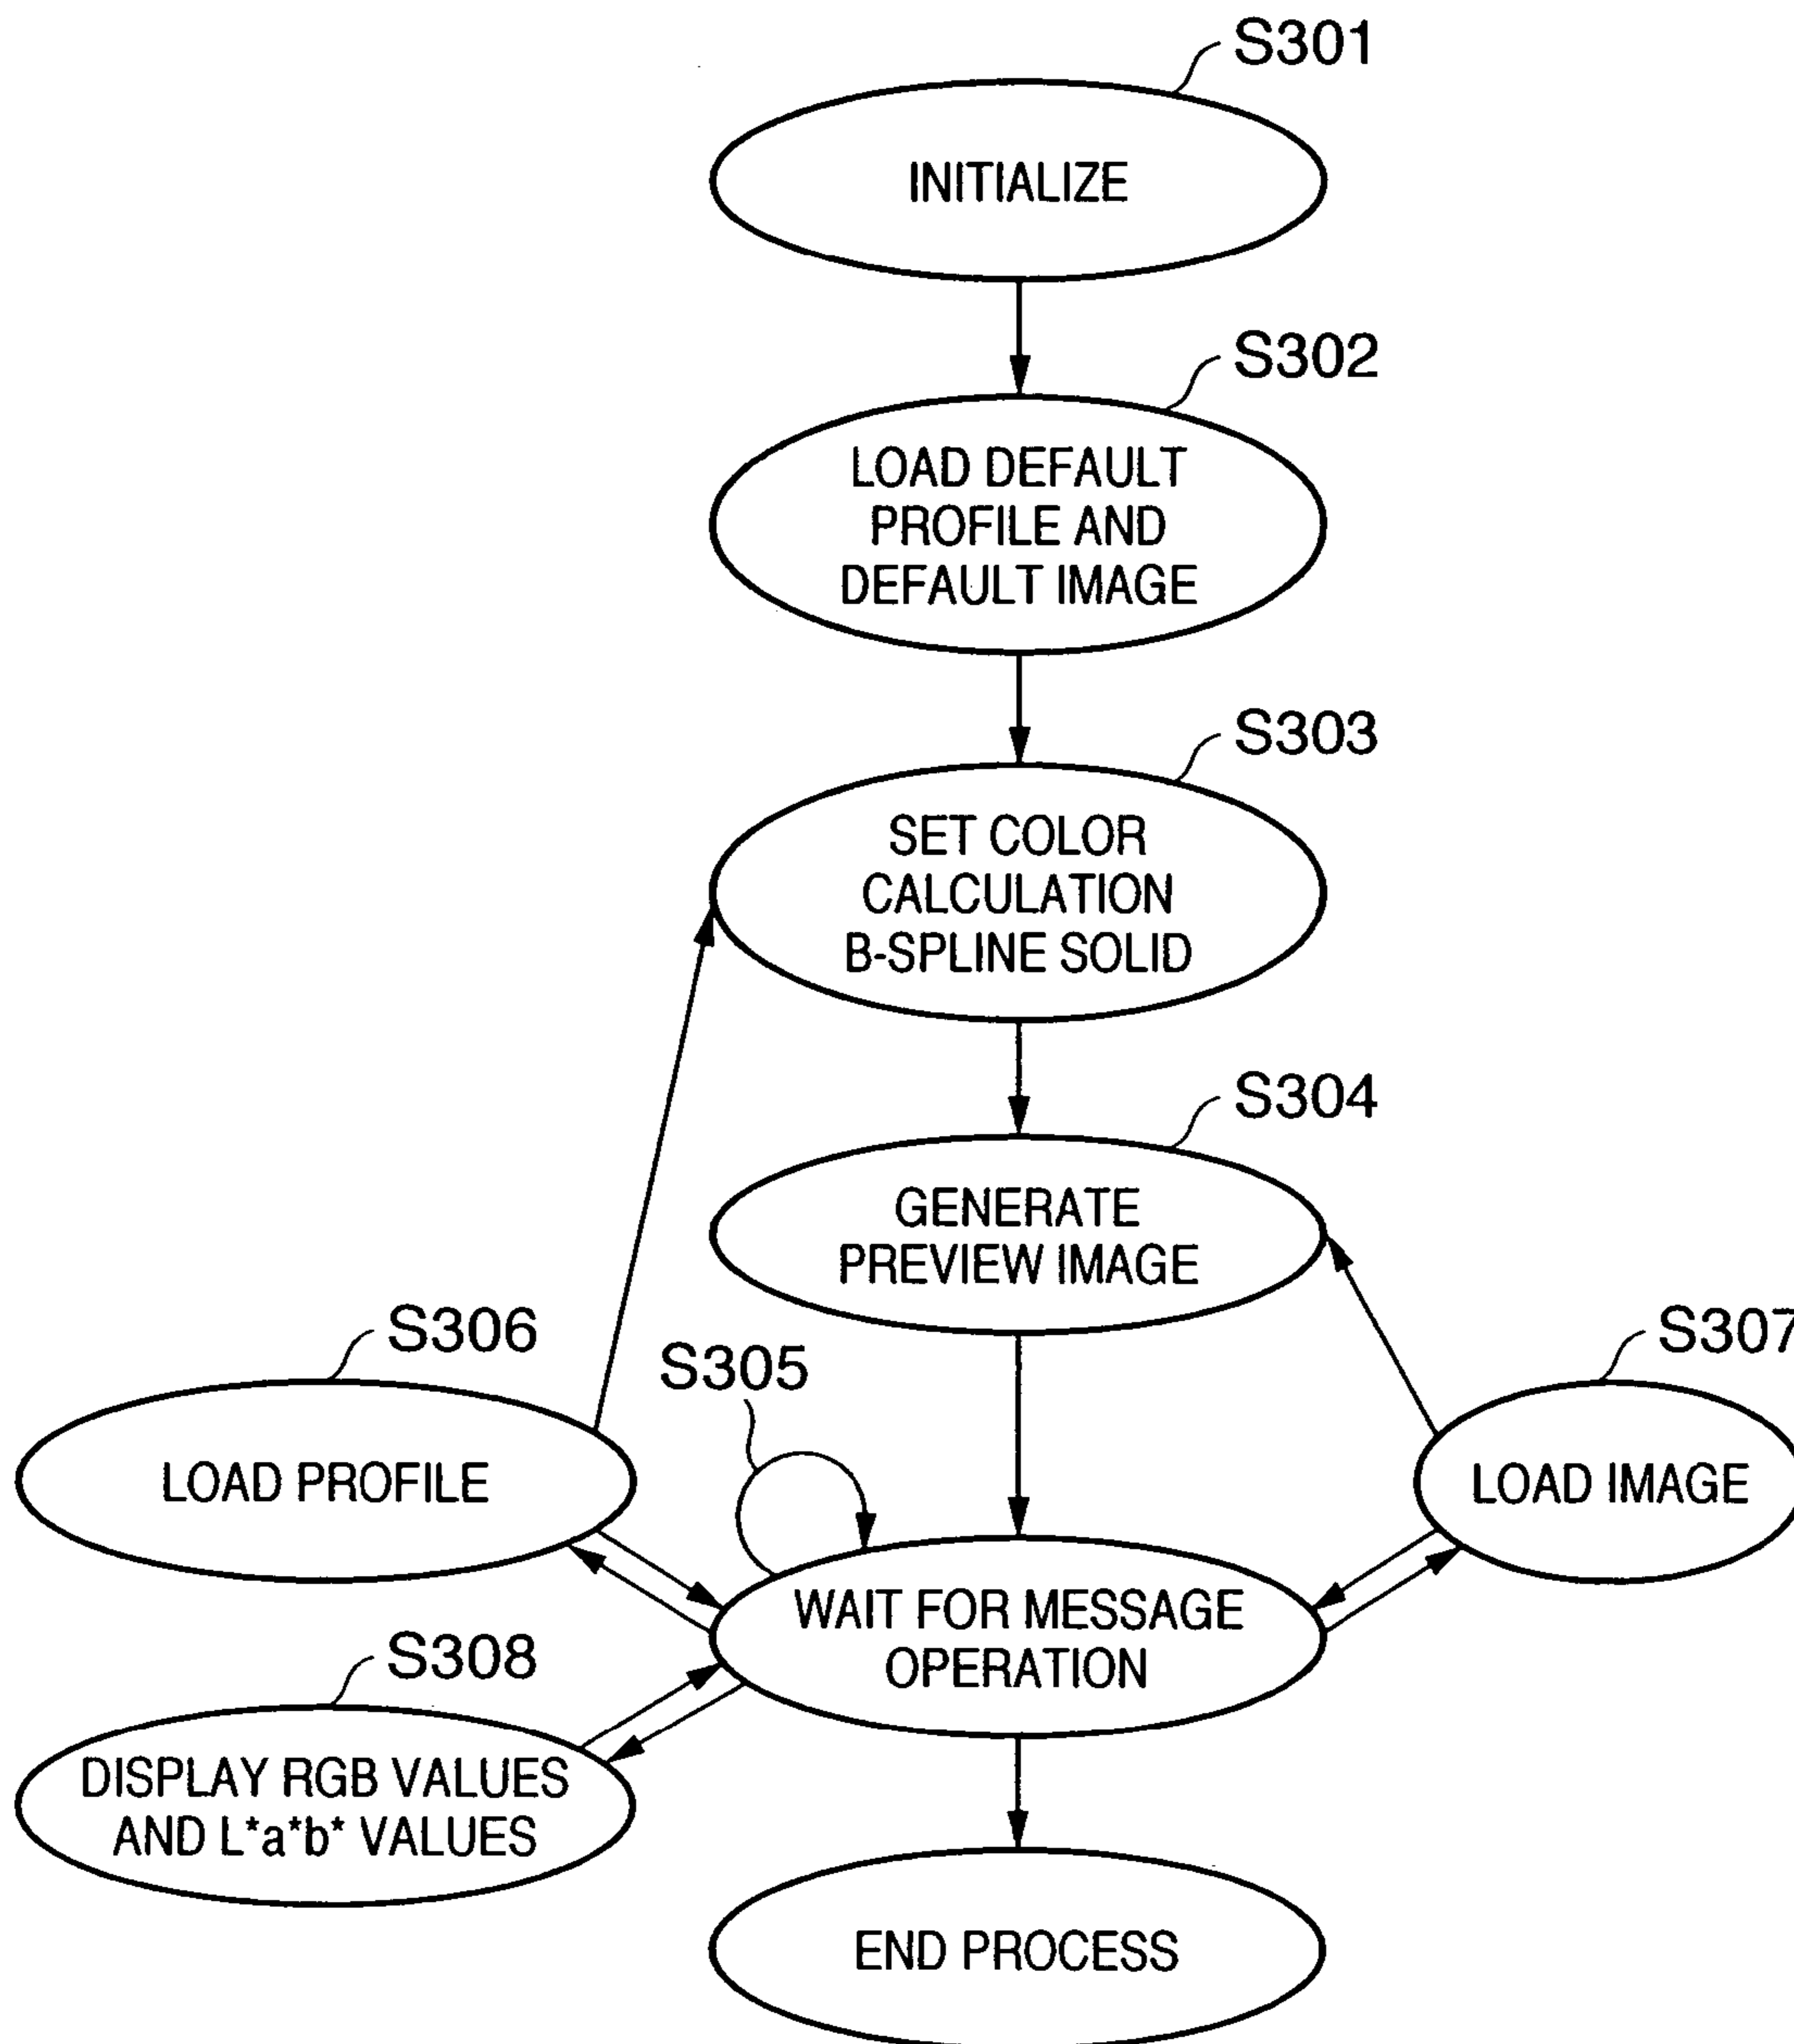 S301
INITIALIZE
S302
LOAD DEFAULT
PROFILE AND
DEFAULT IMAGE
S303
SET COLOR
CALCULATION
B-SPLINE SOLID
S304
GENERATE
PREVIEW IMAGE
S306
LOAD PROFILE
S305
S307
LOAD IMAGE
WAIT FOR MESSAGE
OPERATION
S308
DISPLAY RGB VALUES
AND L*a*b* VALUES
END PROCESS